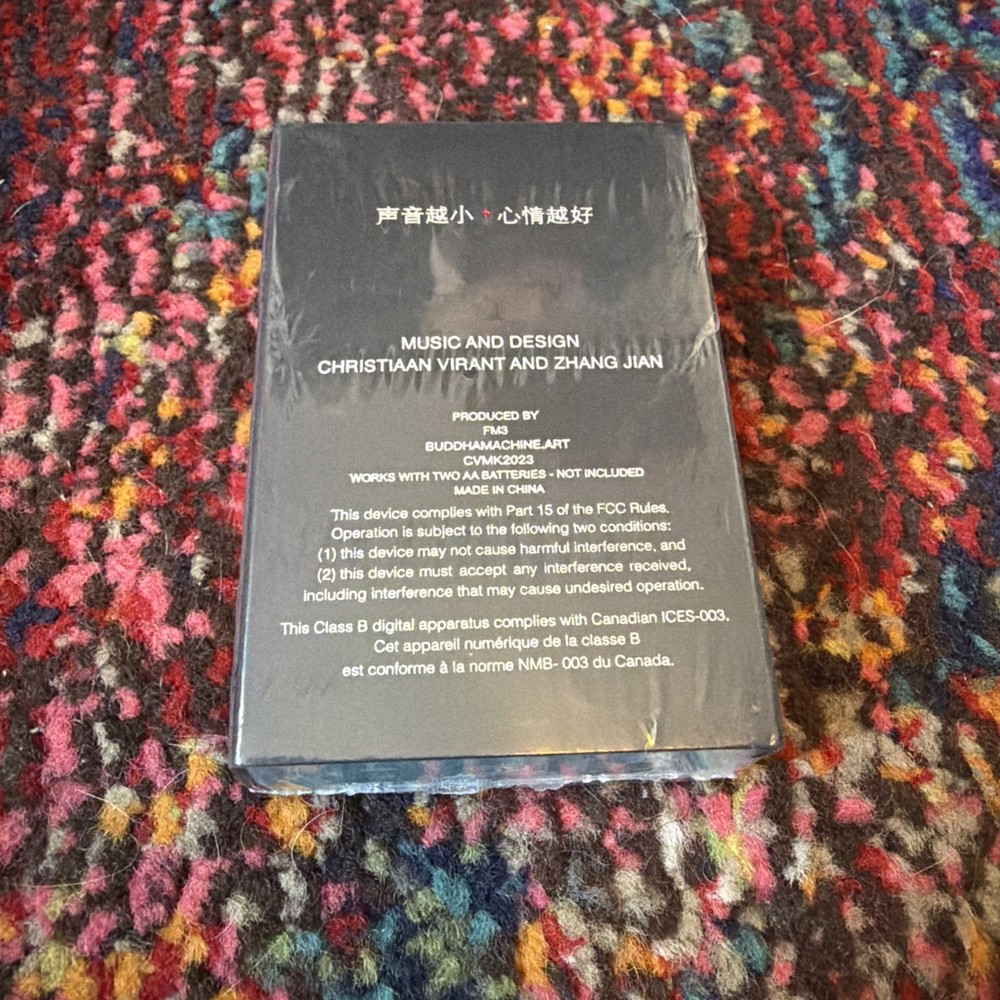 声音越小・心情越好
MUSIC AND DESIGN
CHRISTIAAN VIRANT AND ZHANG JIAN
PRODUCED BY
FM3
BUDDHAMACHINE.ART
CVMK2023
WORKS WITH TWO AA BATTERIES - NOT INCLUDED
MADE IN CHINA
This device complies with Part 15 of the FCC Rules.
Operation is subject to the following two conditions:
(1) this device may not cause harmful interference, and
(2) this device must accept any interference received,
including interference that may cause undesired operation.
This Class B digital apparatus complies with Canadian ICES-003.
Cet appareil numérique de la classe B
est conforme à la norme NMB- 003 du Canada.